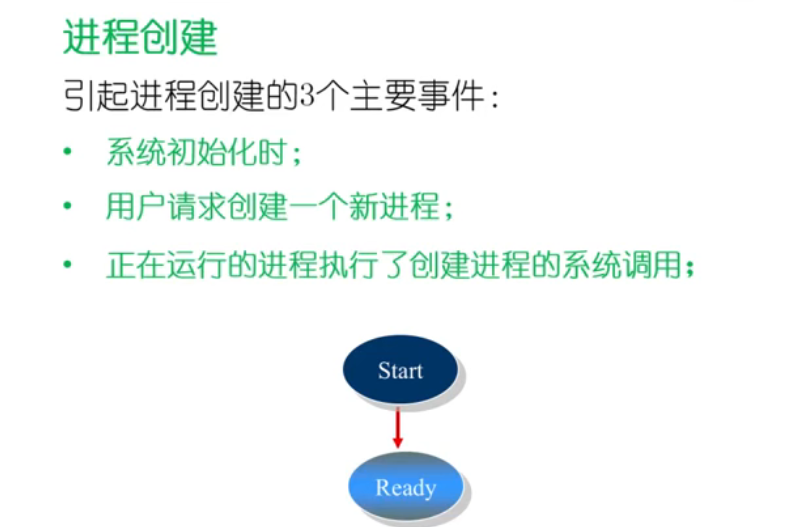 进程创建
引起进程创建的3个主要事件：
• 系统初始化时；
• 用户请求创建一个新进程；
• 正在运行的进程执行了创建进程的系统调用；
Start
Ready